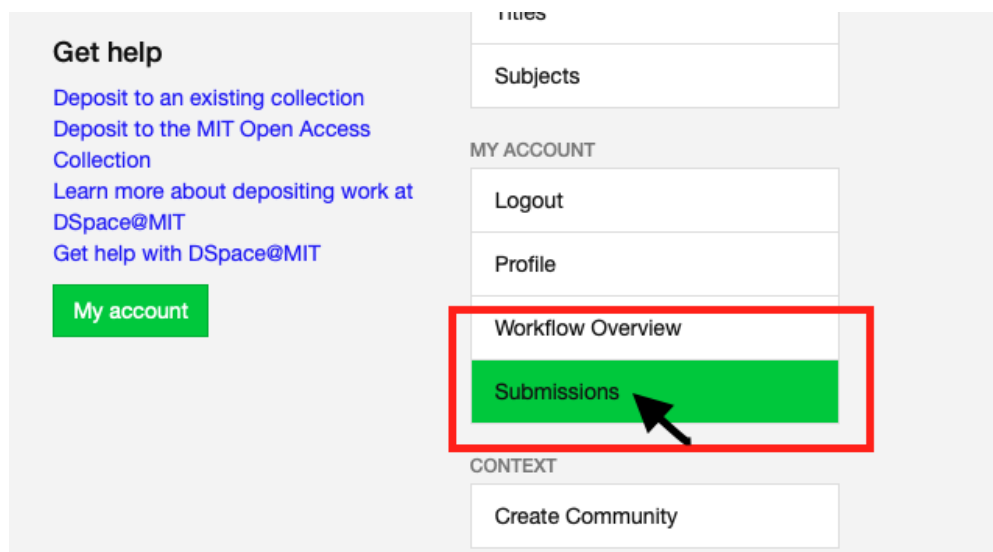 Get help
Deposit to an existing collection
Deposit to the MIT Open Access
Collection
Learn more about depositing work at
DSpace@MIT
Get help with DSpace@MIT
My account
Titles
Subjects
MY ACCOUNT
Logout
Profile
Workflow Overview
Submissions
CONTEXT
Create Community